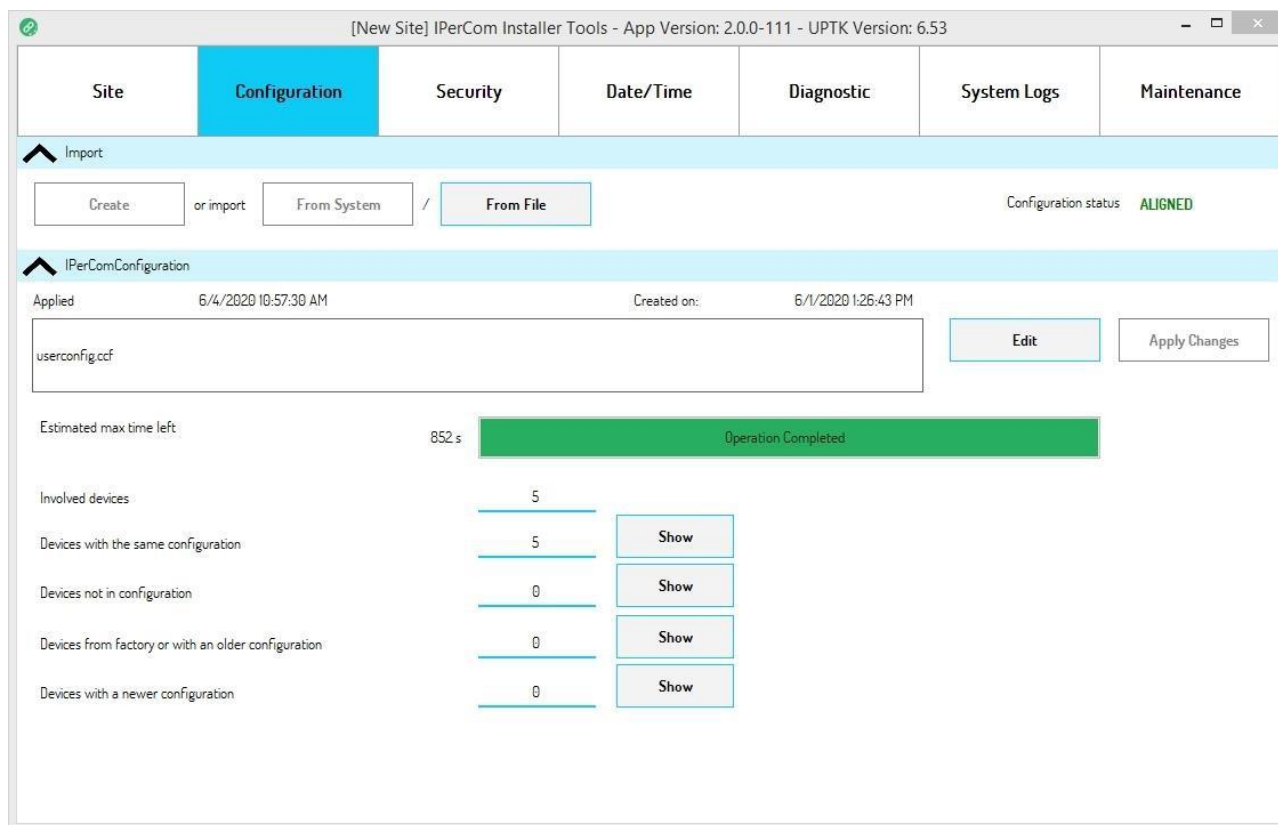 [New Site] IPerCom Installer Tools - App Version: 2.0.0-111 - UPTK Version: 6.53
Site Configuration Security Date/Time Diagnostic System Logs Maintenance
Import
Create or import From System / From File Configuration status ALIGNED
IPerComConfiguration
Applied 6/4/2020 10:57:30 AM Created on: 6/1/2020 1:26:43 PM
userconfig.ccf Edit Apply Changes
Estimated max time left 852 s Operation Completed
Involved devices 5
Devices with the same configuration 5 Show
Devices not in configuration 0 Show
Devices from factory or with an older configuration 0 Show
Devices with a newer configuration 0 Show